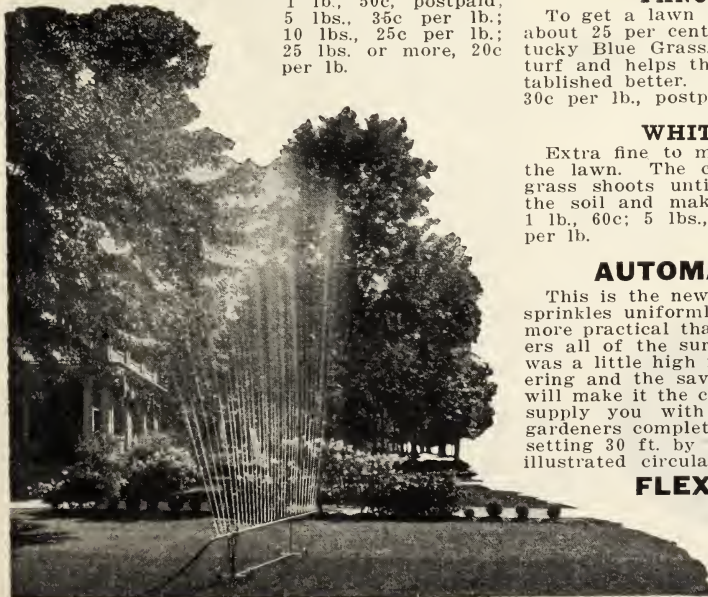 1 lb., 50c, postpaid;
5 lbs., 35c per lb.;
10 lbs., 25c per lb.;
25 lbs. or more, 20c
per lb.
To get a lawn
about 25 per cent
tucky Blue Grass.
turf and helps th
tablished better.
30c per lb., postp
WHIT
Extra fine to m
the lawn. The c
grass shoots unti
the soil and mak
1 lb., 60c; 5 lbs.,
per lb.
AUTOMA
This is the new
sprinkles uniforml
more practical tha
ers all of the sur
was a little high
ering and the sav
will make it the c
supply you with
gardeners complet
setting 30 ft. by
illustrated circula
FLEX